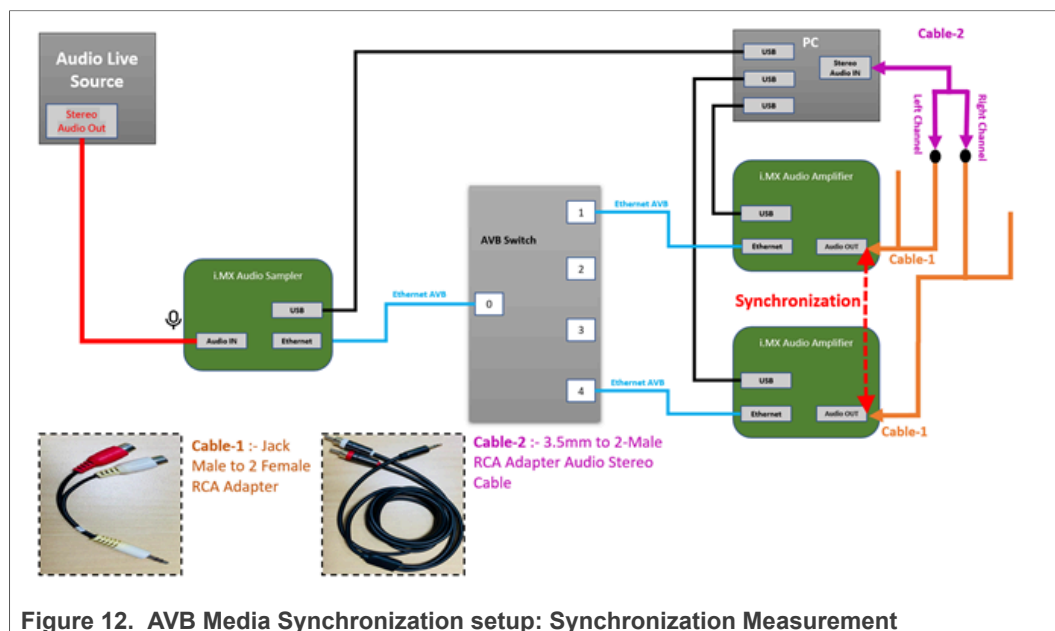 Audio Live
Source
Stereo
Audio Out
PC
USB
USB
USB
Stereo
Audio IN
Cable-2
Left Channel
Right Channel
i.MX Audio Amplifier
USB
Ethernet
Audio OUT
Cable-1
Ethernet AVB
AVB Switch
1
2
0
3
4
i.MX Audio Sampler
USB
Audio IN
Ethernet
Ethernet AVB
Synchronization
i.MX Audio Amplifier
USB
Ethernet
Audio OUT
Cable-1
Ethernet AVB
Cable-1 :- Jack
Male to 2 Female
RCA Adapter
Cable-2 :- 3.5mm to 2-Male
RCA Adapter Audio Stereo
Cable
Figure 12. AVB Media Synchronization setup: Synchronization Measurement